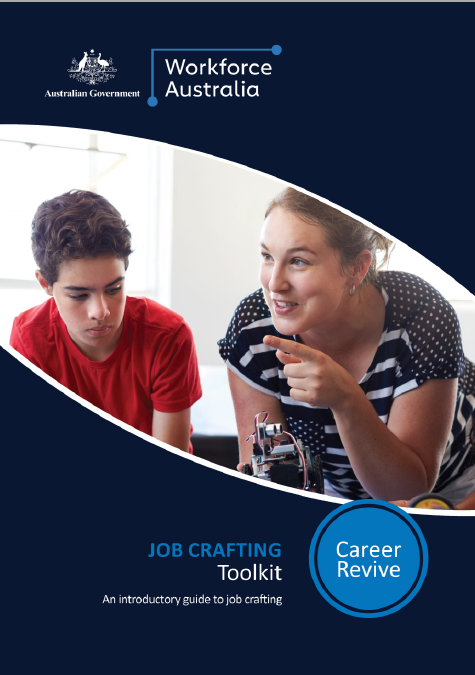 Australian Government
Workforce
Australia
JOB CRAFTING
Toolkit
An introductory guide to job crafting
Career
Revive